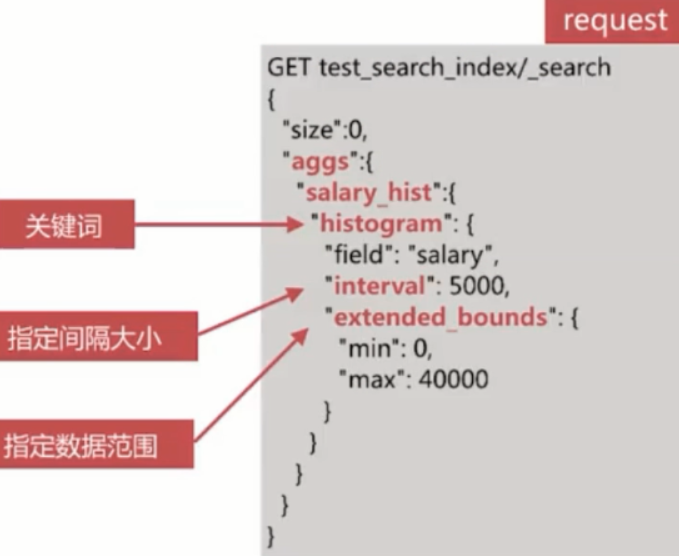 request
GET test_search_index/_search
{
"size":0,
"aggs":{
"salary_hist":{
关键词
"histogram": {
"field": "salary",
"interval": 5000,
指定间隔大小
"extended_bounds": {
"min": 0,
"max": 40000
指定数据范围
}
}
}
}
}